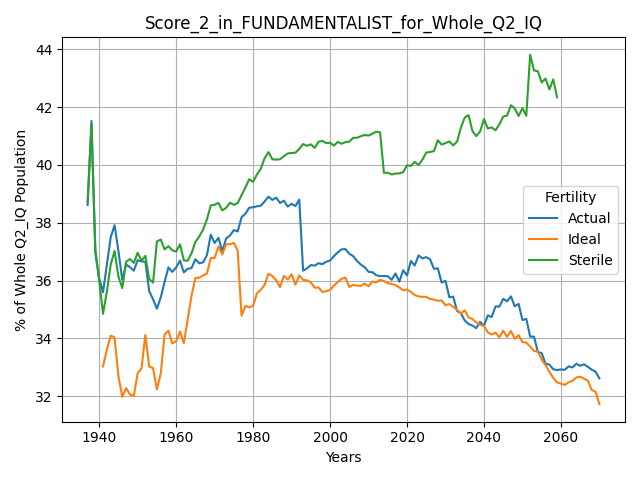 Score_2_in_FUNDAMENTALIST_for_Whole_Q2_IQ
% of Whole Q2_IQ Population
44
42
40
38
36
34
32
Fertility
Actual
Ideal
Sterile
1940 1960 1980 2000 2020 2040 2060
Years